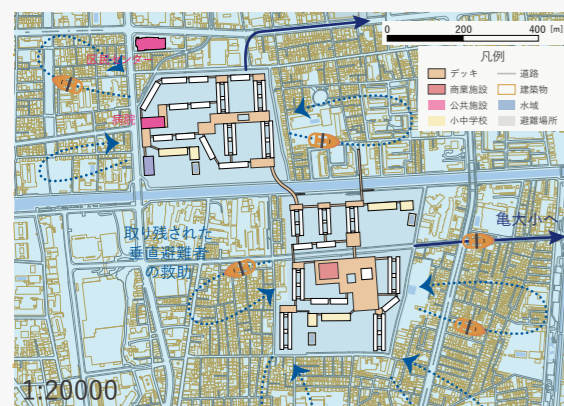 0 200 400 [m]
凡例
デッキ
道路
商業施設
建築物
公共施設
水域
小中学校
避難場所
病院
取り残された
垂直避難者
の救助
亀大小へ
1:20000